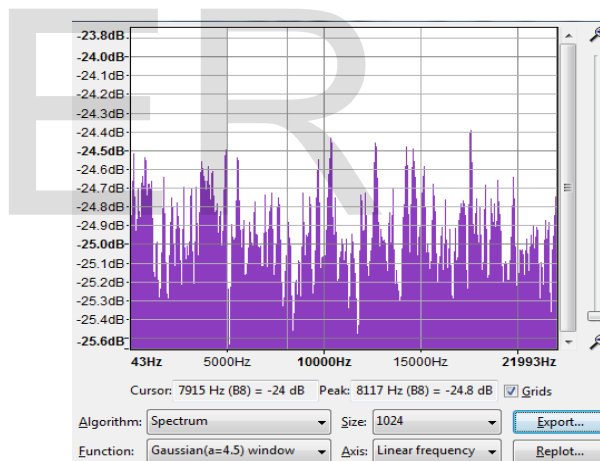 ER
-23.8dB
-24.0dB
-24.1dB
-24.2dB
-24.3dB
-24.4dB
-24.5dB
-24.6dB
-24.7dB
-24.8dB
-24.9dB
-25.0dB
-25.1dB
-25.2dB
-25.3dB
-25.4dB
-25.6dB
43Hz 5000Hz 10000Hz 15000Hz 21993Hz
Cursor: 7915 Hz (B8) = -24 dB Peak: 8117 Hz (B8) = -24.8 dB Grids
Algorithm: Spectrum Size: 1024 Export...
Function: Gaussian(a=4.5) window Axis: Linear frequency Replot...